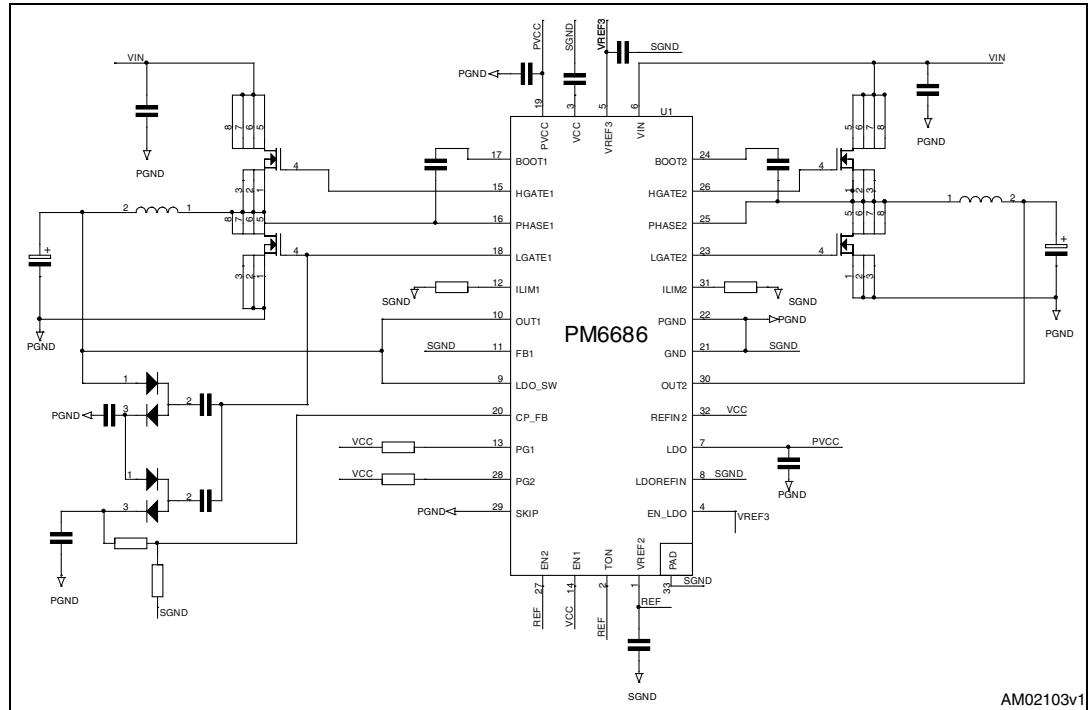 PVCC
SGND
VREF3
SGND
VIN
PGND
VIN
PGND
PGND
19
3
5
6
U1
PVCC
VCC
VREF3
VIN
8
7
6
5
5
6
7
8
17
BOOT1
BOOT2
24
4
15
HGATE1
HGATE2
26
4
3
2
1
1
2
3
2
1
16
PHASE1
PHASE2
25
1
2
8
7
6
5
5
6
7
8
4
18
LGATE1
LGATE2
23
4
3
2
1
1
2
3
+
+
12
ILIM1
ILIM2
31
SGND
SGND
PGND
PGND
10
OUT1
PGND
22
PGND
PM6686
SGND
11
FB1
GND
21
SGND
1
9
LDO_SW
OUT2
30
2
PGND
3
20
CP_FB
REFIN2
32
VCC
VCC
13
PG1
LDO
7
PVCC
1
VCC
28
PG2
LDOREFIN
8
SGND
PGND
2
3
PGND
29
SKIP
EN_LDO
4
VREF3
EN2
EN1
TON
VREF2
PAD
27
14
2
1
33
SGND
REF
VCC
REF
REF
PGND
SGND
SGND
AM02103v1